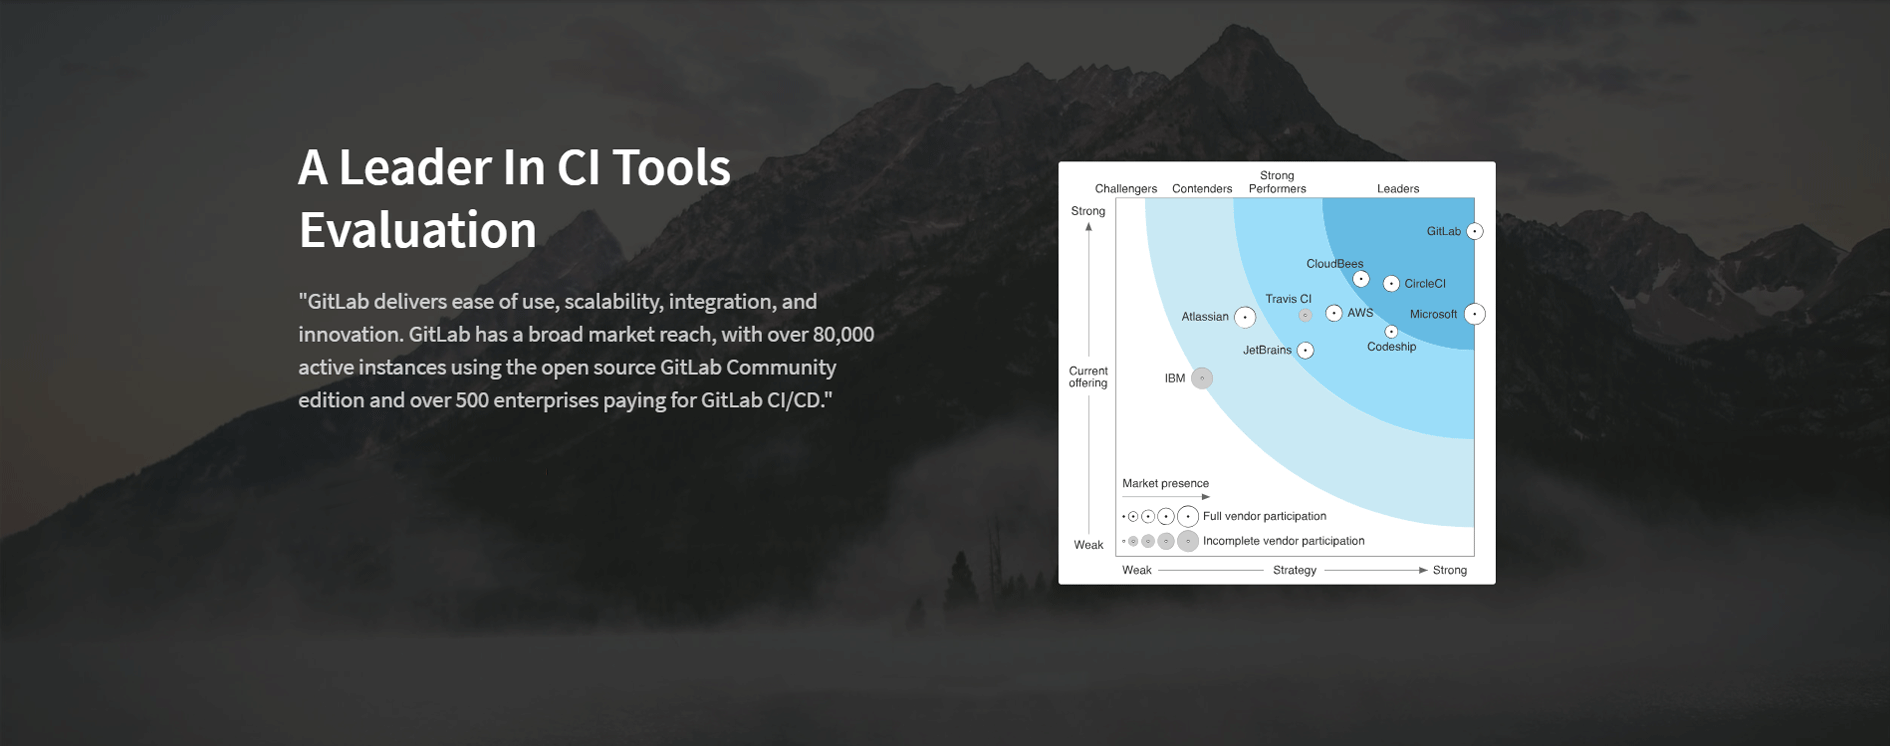 A Leader In CI Tools
Evaluation
"GitLab delivers ease of use, scalability, integration, and
innovation. GitLab has a broad market reach, with over 80,000
active instances using the open source GitLab Community
edition and over 500 enterprises paying for GitLab CI/CD."
Challengers Contenders Strong Performers Leaders
Strong
GitLab
CloudBees
CircleCI
Travis CI
AWS
Microsoft
Atlassian
Codeship
JetBrains
Current
offering
IBM
Market presence
Full vendor participation
Incomplete vendor participation
Weak
Weak Strategy Strong